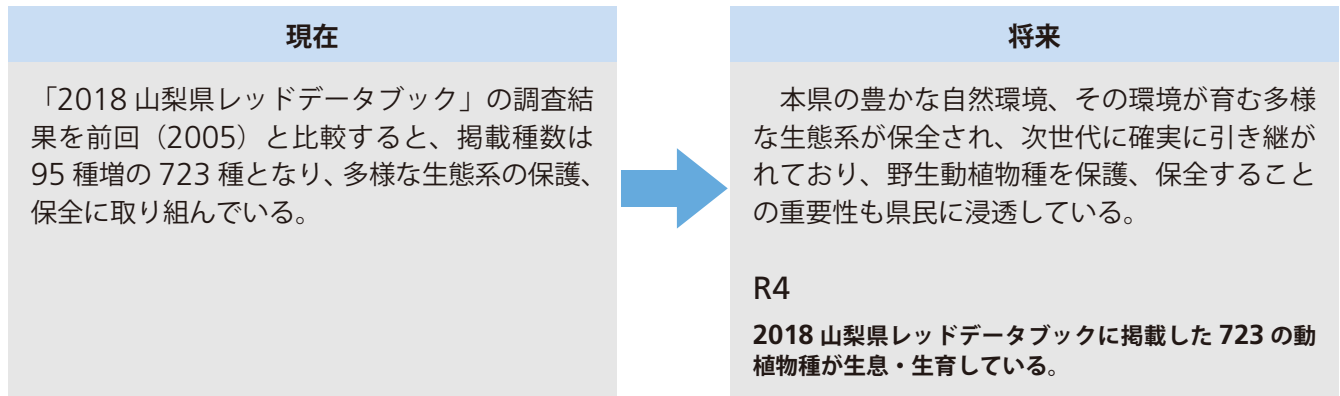 現在
「2018 山梨県レッドデータブック」の調査結
果を前回（2005）と比較すると、掲載種数は
95 種増の 723 種となり、多様な生態系の保護、
保全に取り組んでいる。
将来
　本県の豊かな自然環境、その環境が育む多様
な生態系が保全され、次世代に確実に引き継が
れており、野生動植物種を保護、保全すること
の重要性も県民に浸透している。
R4
2018 山梨県レッドデータブックに掲載した 723 の動
植物種が生息・生育している。